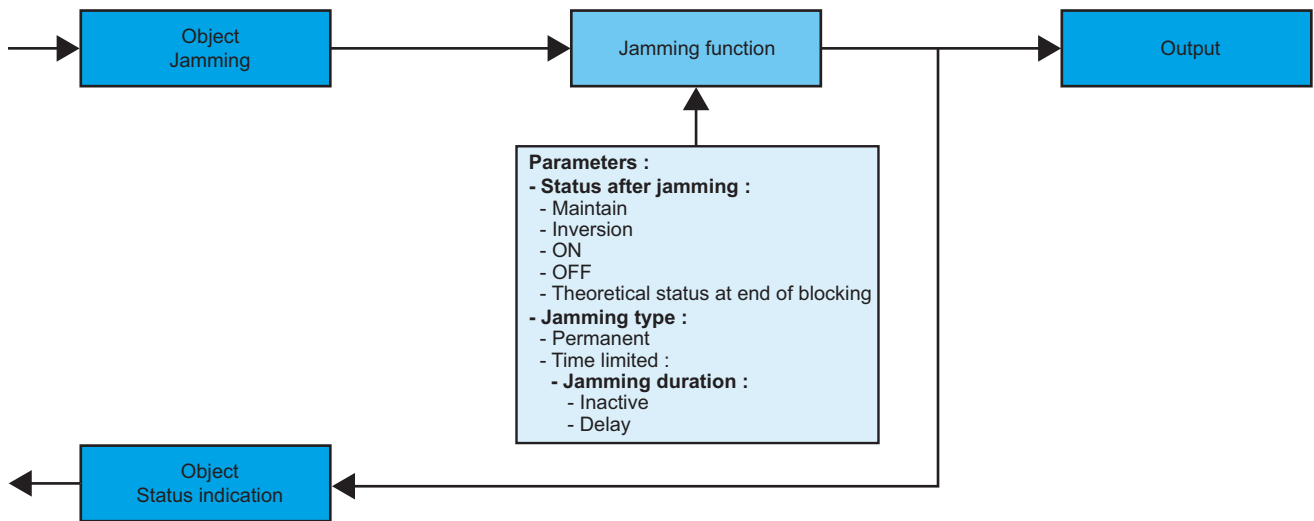 Object
Jamming
Jamming function
Output
Parameters :
- Status after jamming :
- Maintain
- Inversion
- ON
- OFF
- Theoretical status at end of blocking
- Jamming type :
- Permanent
- Time limited :
- Jamming duration :
- Inactive
- Delay
Object
Status indication